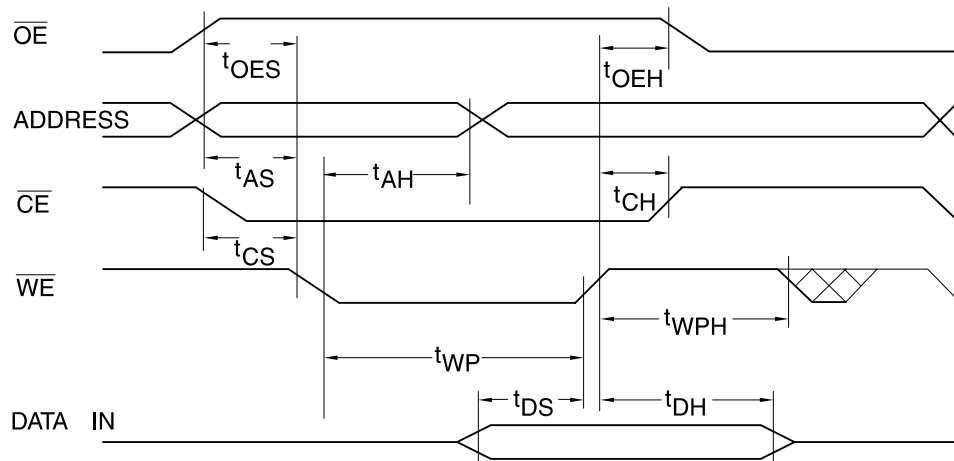 OE
tOES
tOEH
ADDRESS
tAS
tAH
tCH
CE
tCS
WE
tWPH
tWP
tDS
tDH
DATA IN